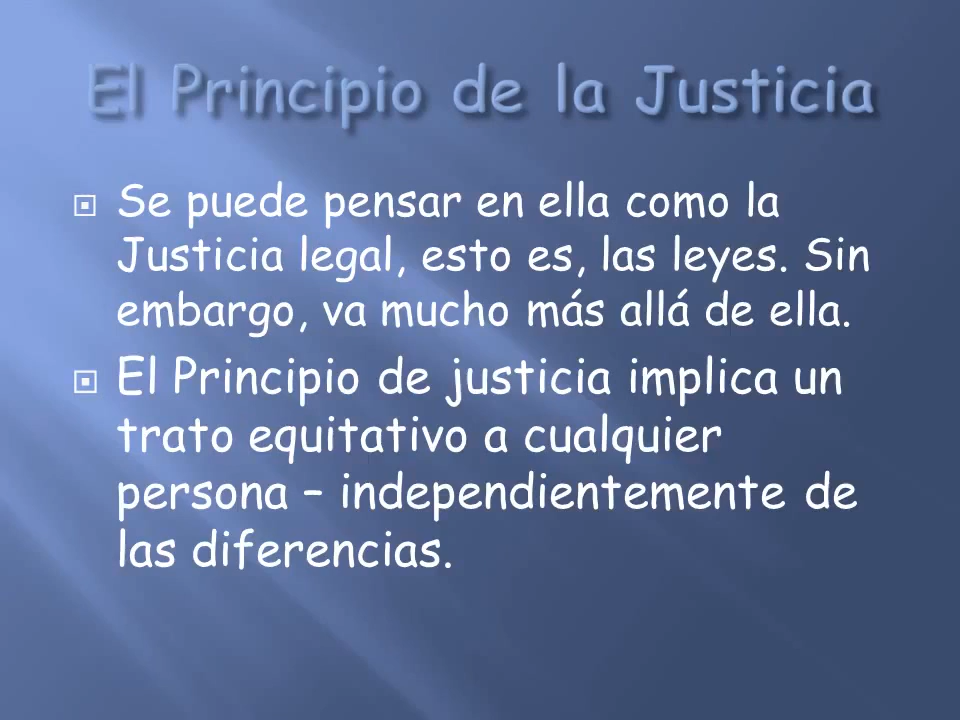 El Principio de la Justicia
Se puede pensar en ella como la
Justicia legal, esto es, las leyes. Sin
embargo, va mucho más allá de ella.
El Principio de justicia implica un
trato equitativo a cualquier
persona – independientemente de
las diferencias.